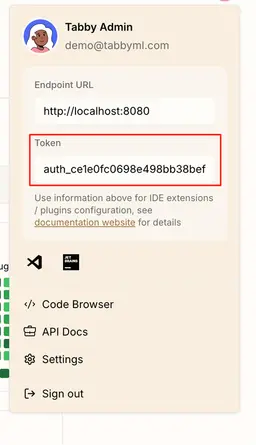 Tabby Admin
demo@tabbyml.com
Endpoint URL
http://localhost:8080
Token
auth_ce1e0fc0698e498bb38bef
Use information above for IDE extensions
/ plugins configuration, see
documentation website for details
JET
BRAINS
Code Browser
API Docs
Settings
Sign out